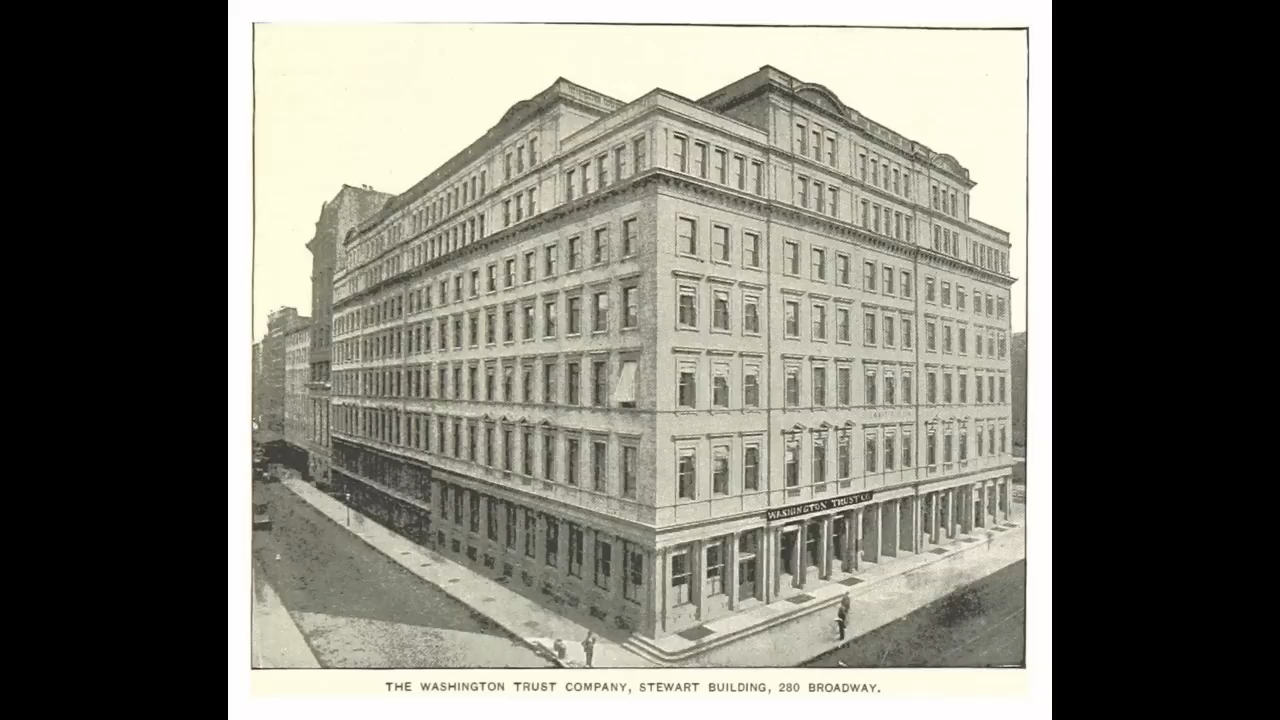 WASHINGTON TRUST CO
THE WASHINGTON TRUST COMPANY, STEWART BUILDING, 280 BROADWAY.